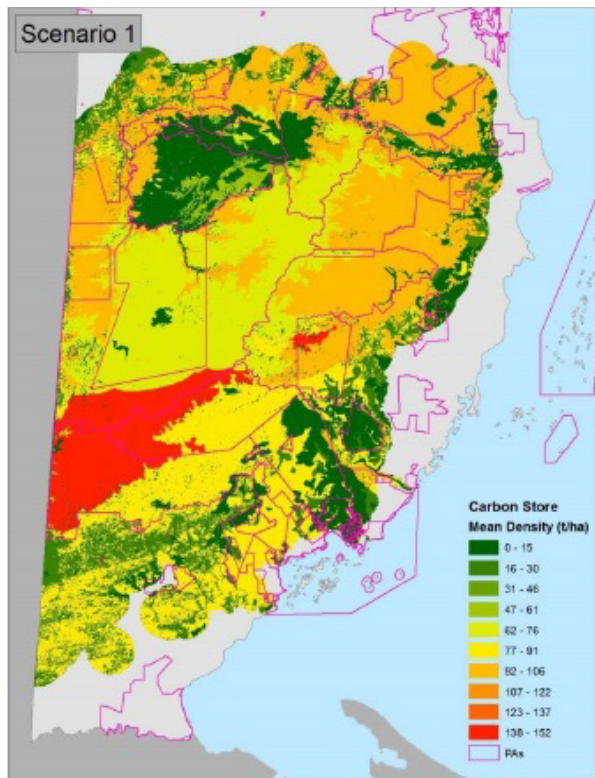 Scenario 1
Carbon Store
Mean Density (t/ha)
0 - 15
16 - 30
31 - 46
47 - 61
62 - 76
77 - 91
92 - 106
107 - 122
123 - 137
138 - 152
PAs